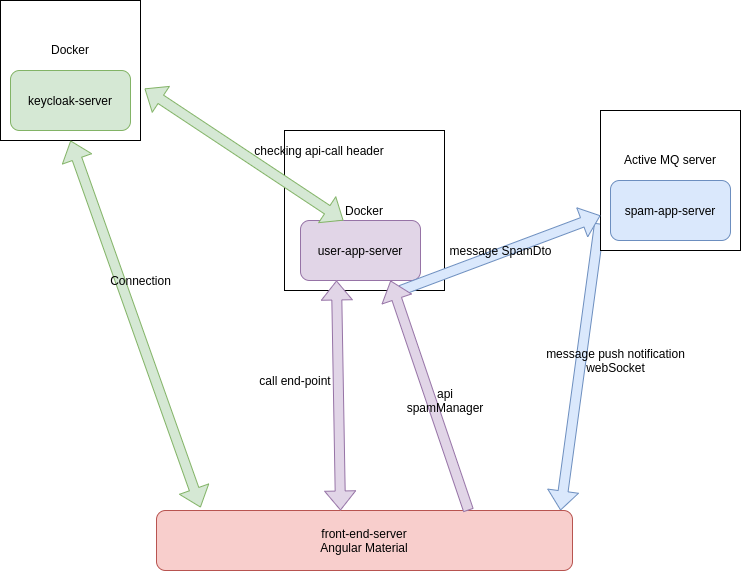 Docker
keycloak-server
checking api-call header
Active MQ server
Docker
spam-app-server
user-app-server
message SpamDto
Connection
message push notification
webSocket
call end-point
api
spamManager
front-end-server
Angular Material